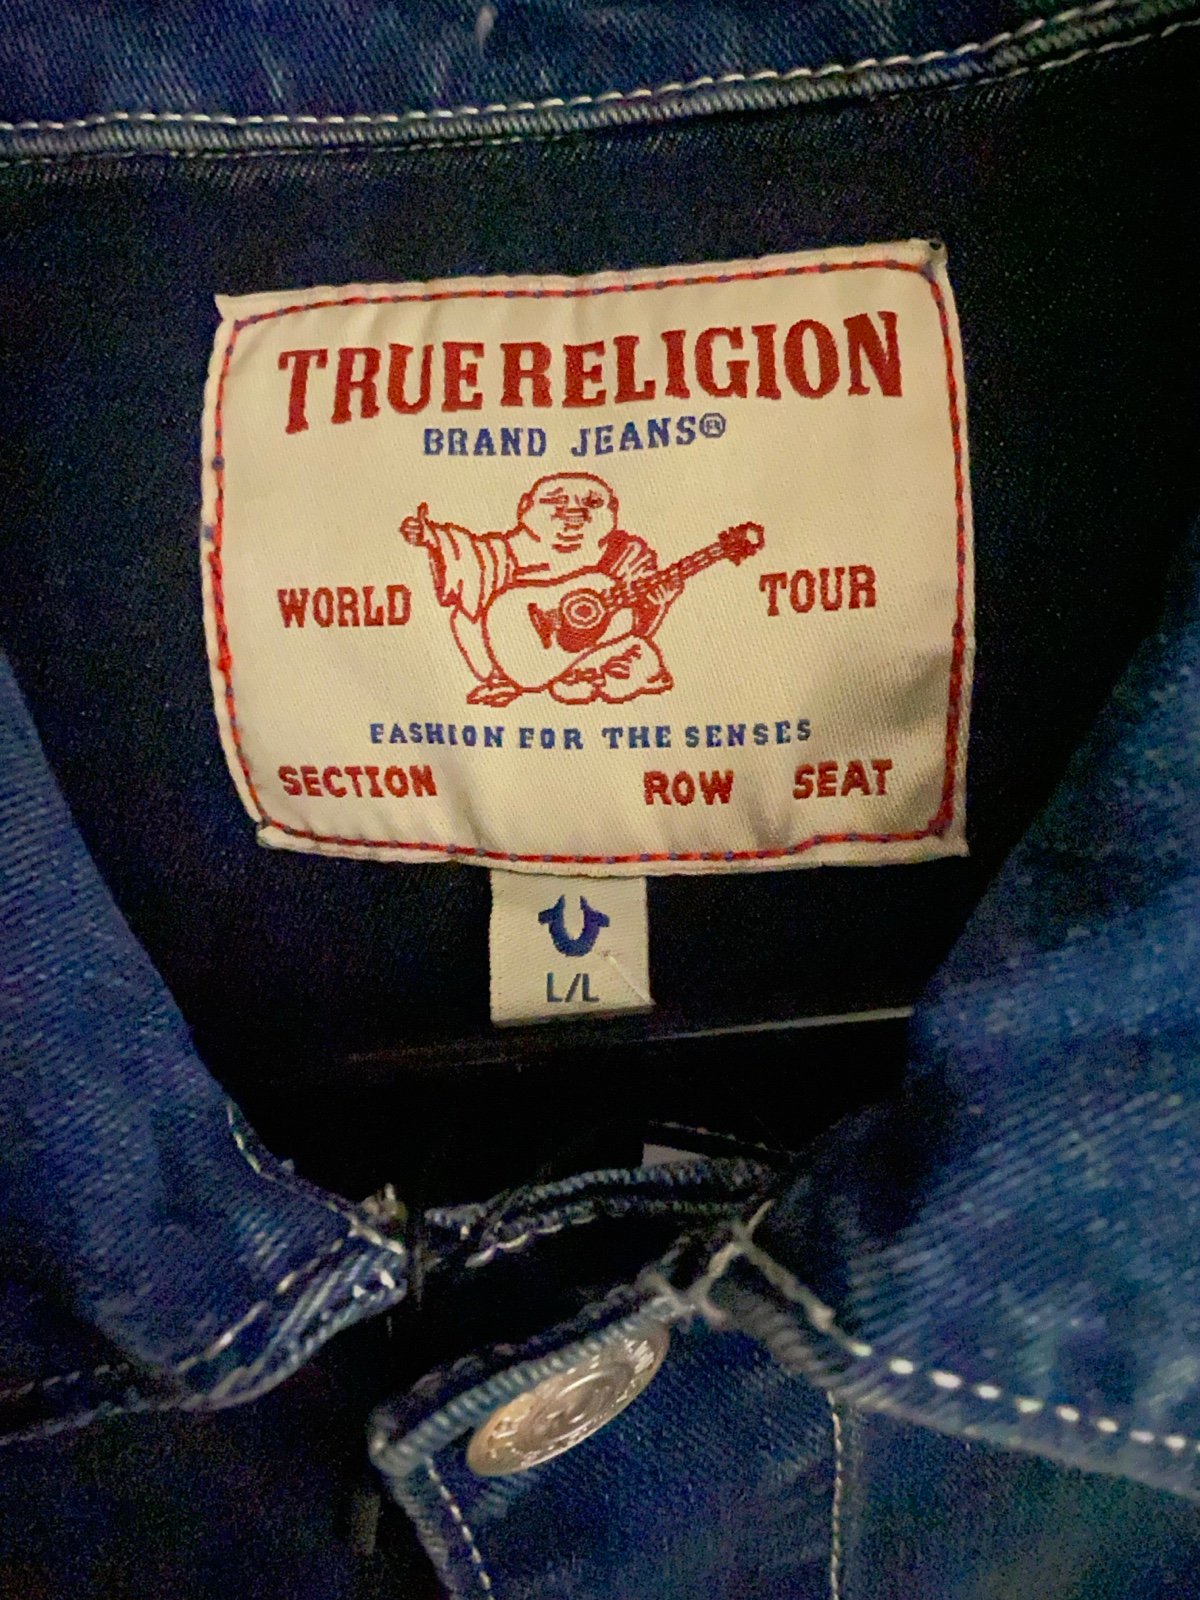 TRUE RELIGION
BRAND JEANS®
WORLD TOUR
FASHION FOR THE SENSES
SECTION ROW SEAT
L/L